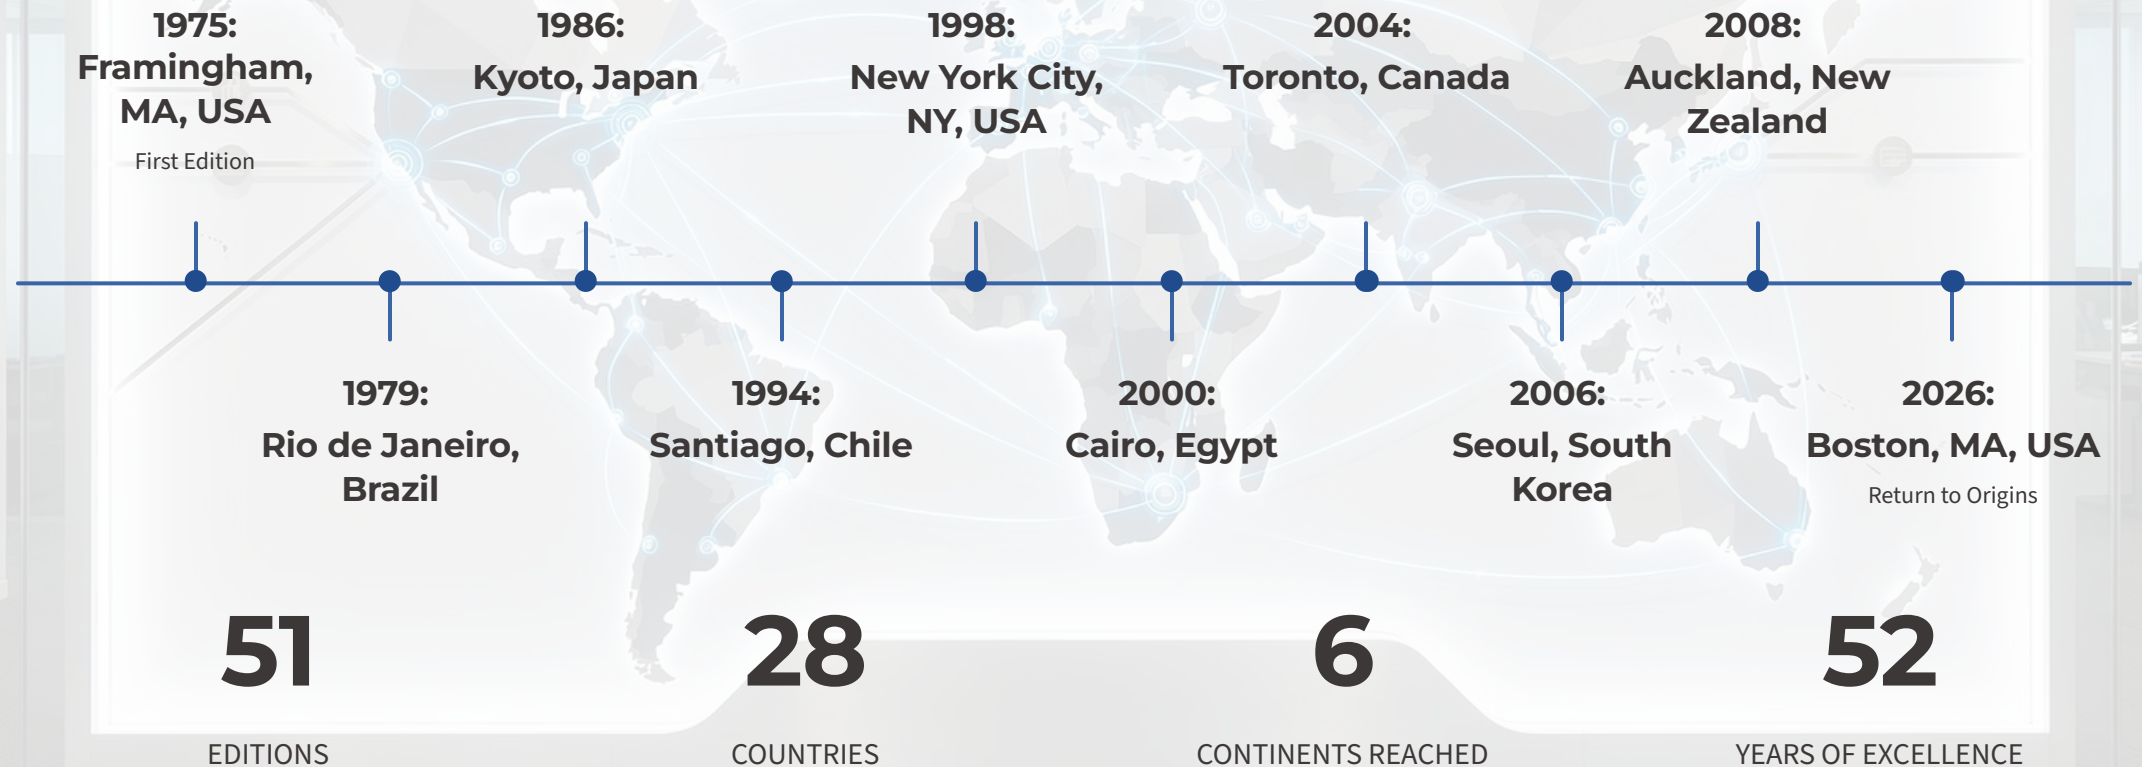 1975:
Framingham,
MA, USA
First Edition
1986:
Kyoto, Japan
1998:
New York City,
NY, USA
2004:
Toronto, Canada
2008:
Auckland, New
Zealand
1979:
Rio de Janeiro,
Brazil
1994:
Santiago, Chile
2000:
Cairo, Egypt
2006:
Seoul, South
Korea
2026:
Boston, MA, USA
Return to Origins
51
EDITIONS
28
COUNTRIES
6
CONTINENTS REACHED
52
YEARS OF EXCELLENCE